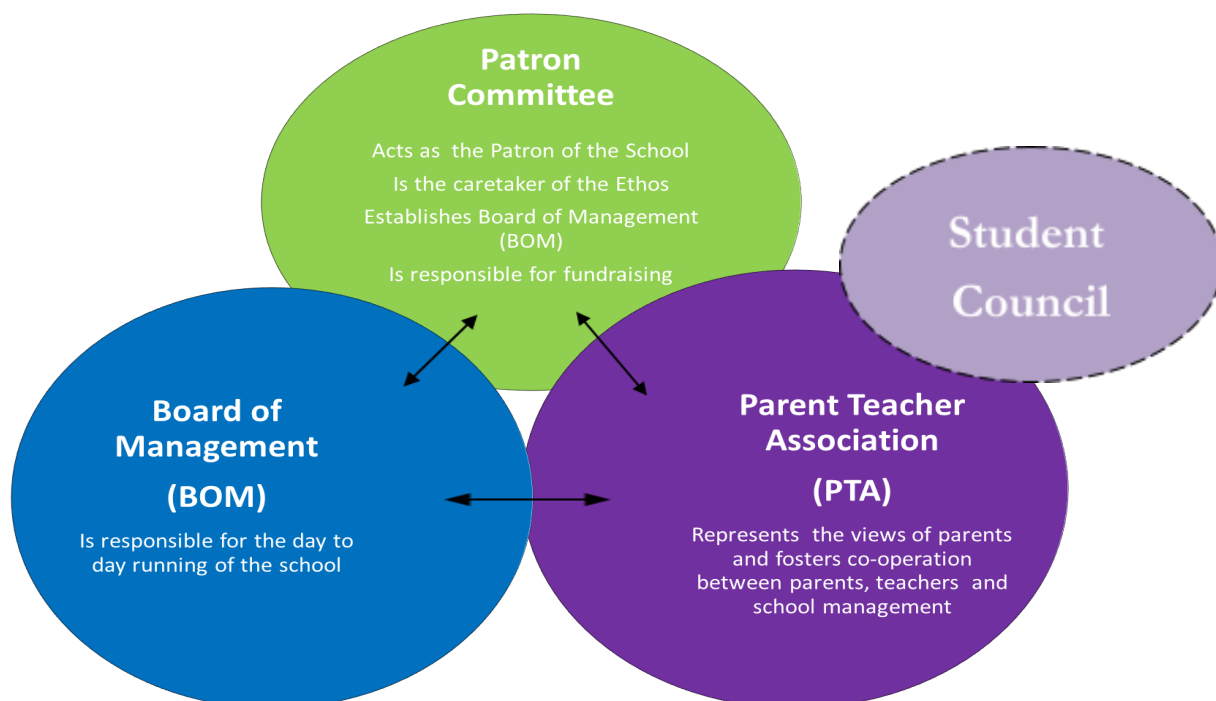 Patron
Committee
Acts as the Patron of the School
Is the caretaker of the Ethos
Establishes Board of Management
(BOM)
Is responsible for fundraising
Student
Council
Board of
Management
(BOM)
Is responsible for the day to
day running of the school
Parent Teacher
Association
(PTA)
Represents the views of parents
and fosters co-operation
between parents, teachers and
school management